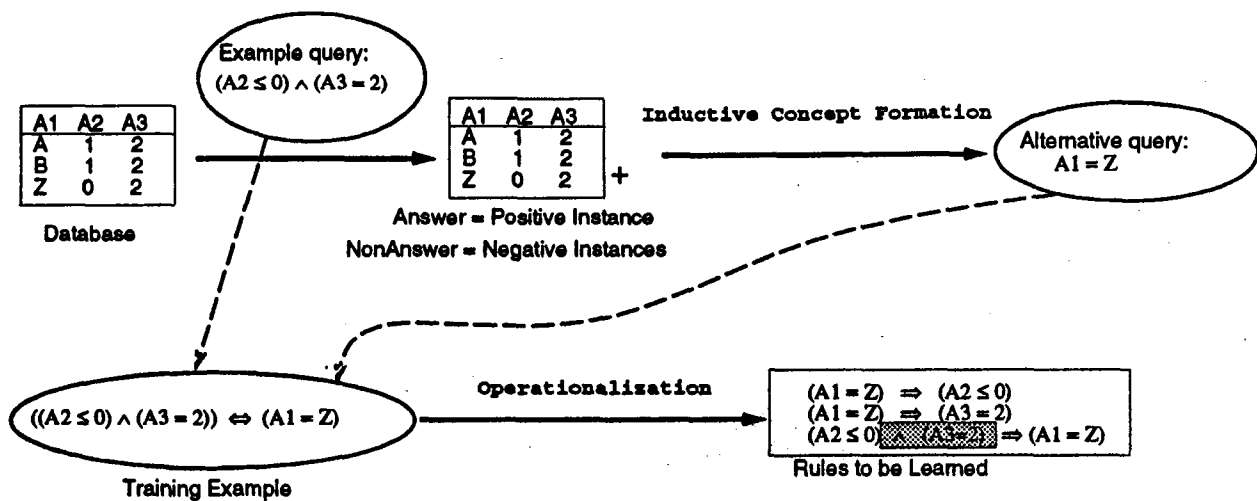 Example query:
(A2 ≤ 0) ∧ (A3 = 2)
A1 A2 A3
A 1 2
B 1 2
Z 0 2
Database
A1 A2 A3
A 1 2
B 1 2
Z 0 2 +
Answer = Positive Instance
NonAnswer = Negative Instances
Inductive Concept Formation
Alternative query:
A1 = Z
((A2 ≤ 0) ∧ (A3 = 2)) ⇔ (A1 = Z)
Training Example
Operationalization
(A1 = Z) ⇒ (A2 ≤ 0)
(A1 = Z) ⇒ (A3 = 2)
(A2 ≤ 0) ∧ (A3=2) ⇒ (A1 = Z)
Rules to be Learned